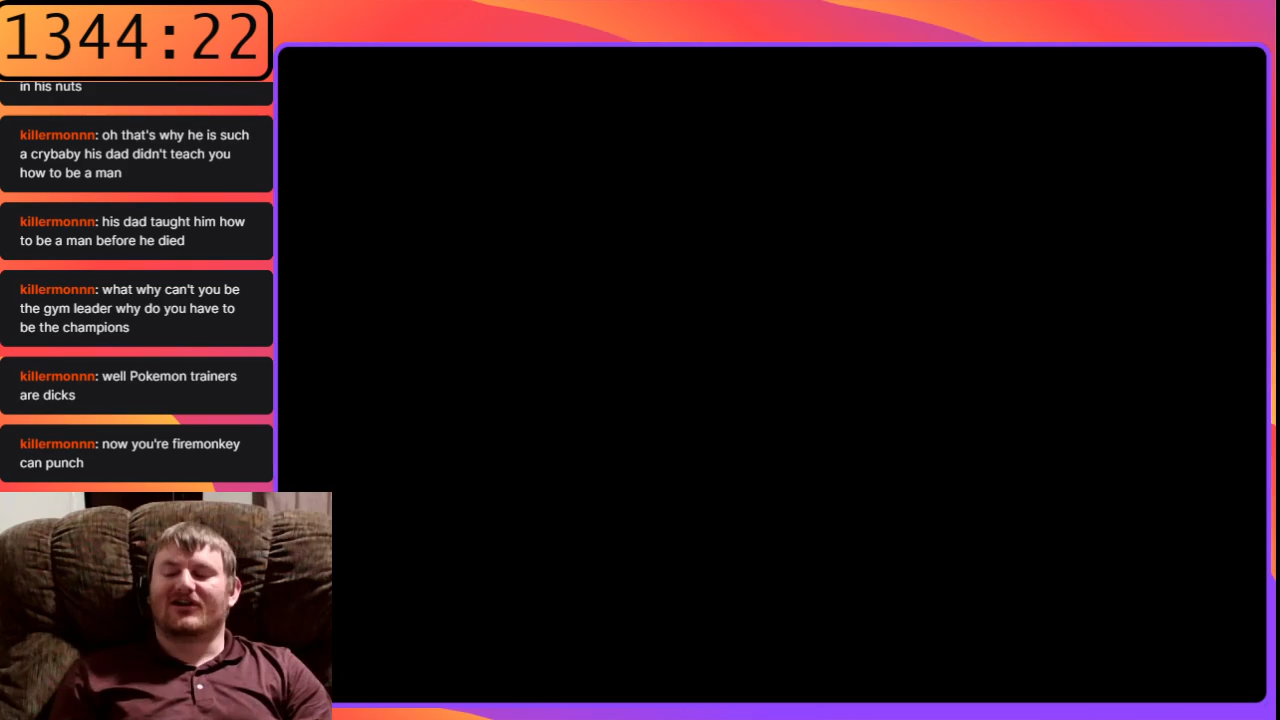 1344:22
in his nuts
killermonnn: oh that's why he is such
a crybaby his dad didn't teach you
how to be a man
killermonnn: his dad taught him how
to be a man before he died
killermonnn: what why can't you be
the gym leader why do you have to
be the champions
killermonnn: well Pokemon trainers
are dicks
killermonnn: now you're firemonkey
can punch